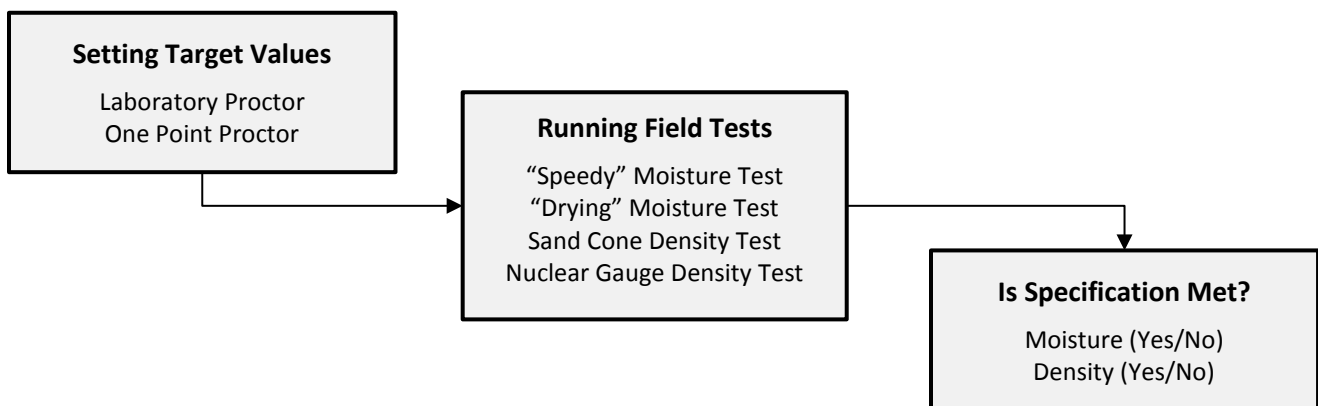 Setting Target Values
Laboratory Proctor
One Point Proctor
Running Field Tests
“Speedy” Moisture Test
“Drying” Moisture Test
Sand Cone Density Test
Nuclear Gauge Density Test
Is Specification Met?
Moisture (Yes/No)
Density (Yes/No)